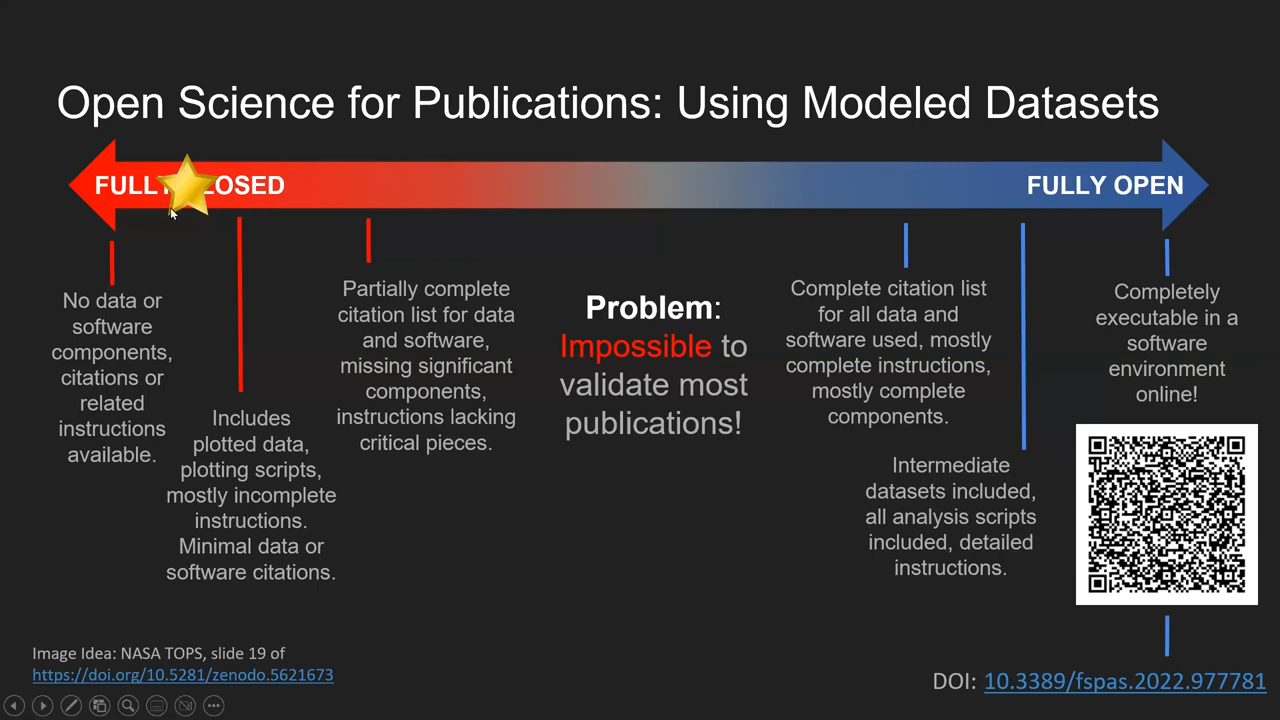 Open Science for Publications: Using Modeled Datasets
FULLY CLOSED
FULLY OPEN
No data or
software
components,
citations or
related
instructions
available.
Includes
plotted data,
plotting scripts,
mostly incomplete
instructions.
Minimal data or
software citations.
Partially complete
citation list for data
and software,
missing significant
components,
instructions lacking
critical pieces.
Problem:
Impossible to
validate most
publications!
Complete citation list
for all data and
software used, mostly
complete instructions,
mostly complete
components.
Intermediate
datasets included,
all analysis scripts
included, detailed
instructions.
Completely
executable in a
software
environment
online!
Image Idea: NASA TOPS, slide 19 of
https://doi.org/10.5281/zenodo.5621673
DOI: 10.3389/fspas.2022.977781